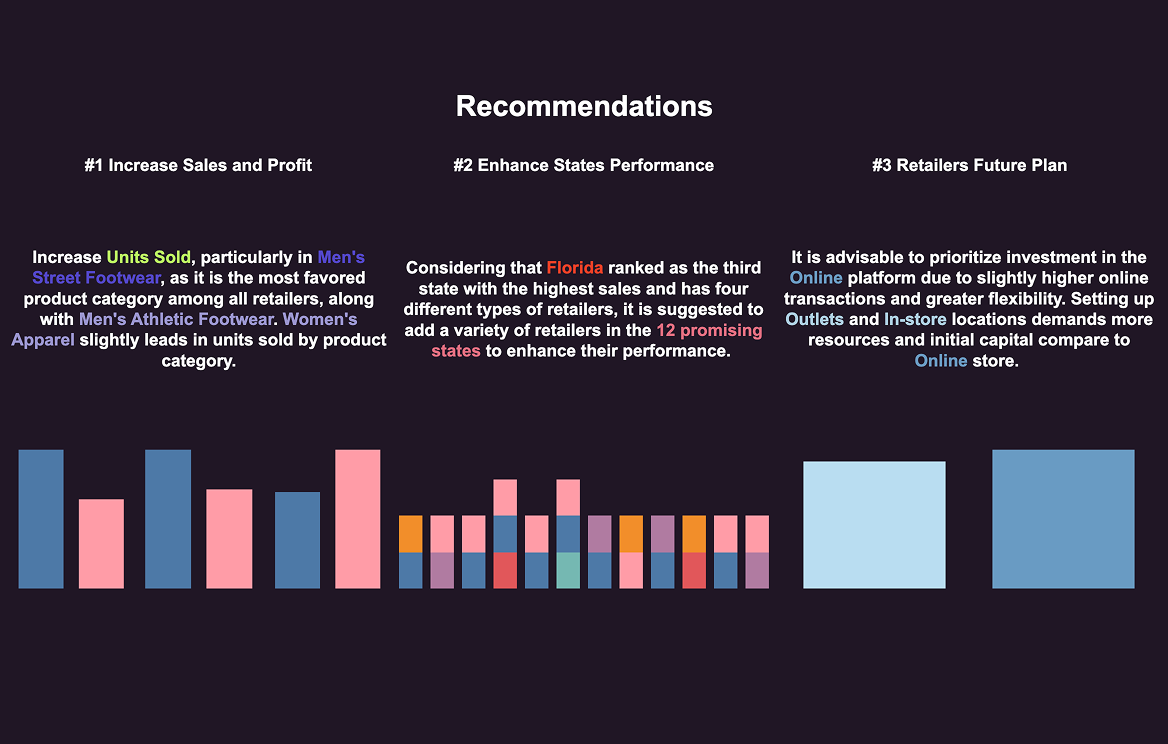 Recommendations
#1 Increase Sales and Profit
#2 Enhance States Performance
#3 Retailers Future Plan
Increase Units Sold, particularly in Men's
Street Footwear, as it is the most favored
product category among all retailers, along
with Men's Athletic Footwear. Women's
Apparel slightly leads in units sold by product
category.
Considering that Florida ranked as the third
state with the highest sales and has four
different types of retailers, it is suggested to
add a variety of retailers in the 12 promising
states to enhance their performance.
It is advisable to prioritize investment in the
Online platform due to slightly higher online
transactions and greater flexibility. Setting up
Outlets and In-store locations demands more
resources and initial capital compare to
Online store.